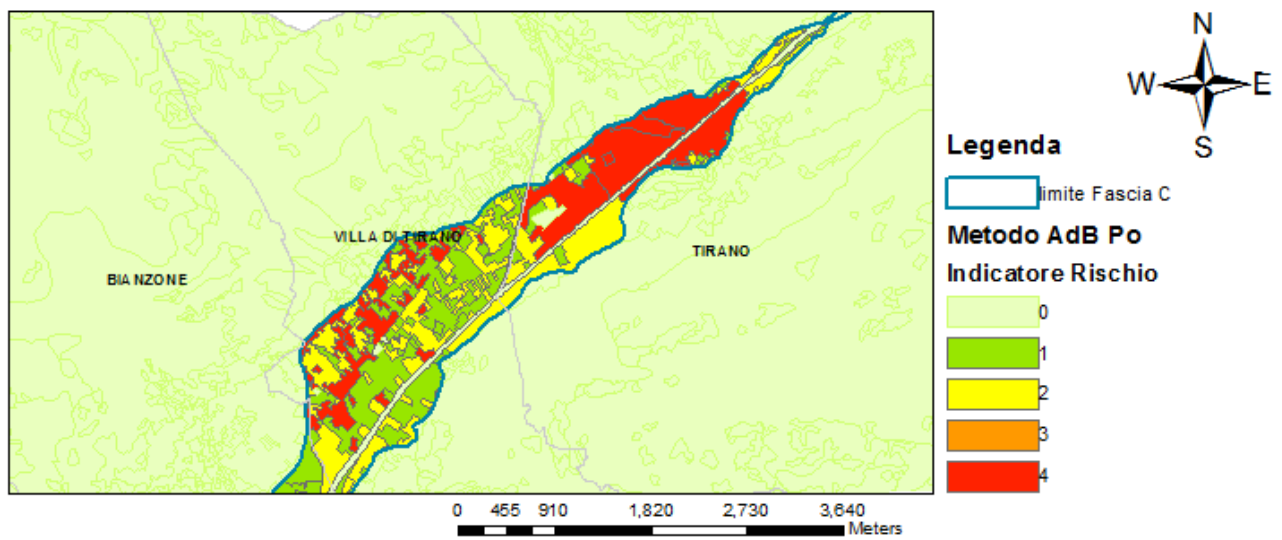 N
W E
S
Legenda
limite Fascia C
Metodo AdB Po
Indicatore Rischio
0
1
2
3
4
VILLA DI TIRANO
TIRANO
BIANZONE
0 455 910 1,820 2,730 3,640
Meters